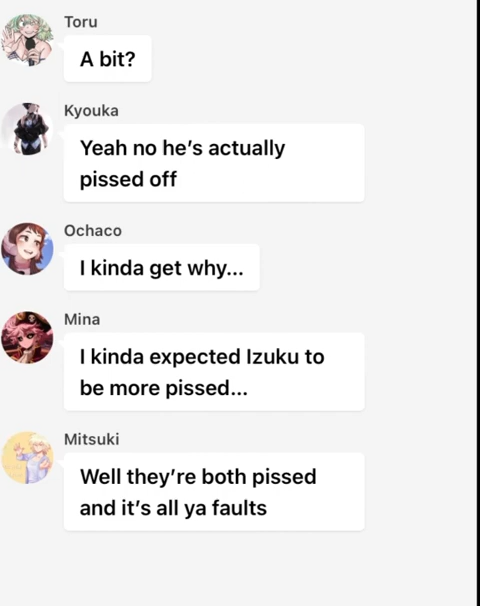 Toru
A bit?
Kyouka
Yeah no he’s actually
pissed off
Ochaco
I kinda get why...
Mina
I kinda expected Izuku to
be more pissed...
Mitsuki
Well they’re both pissed
and it’s all ya faults